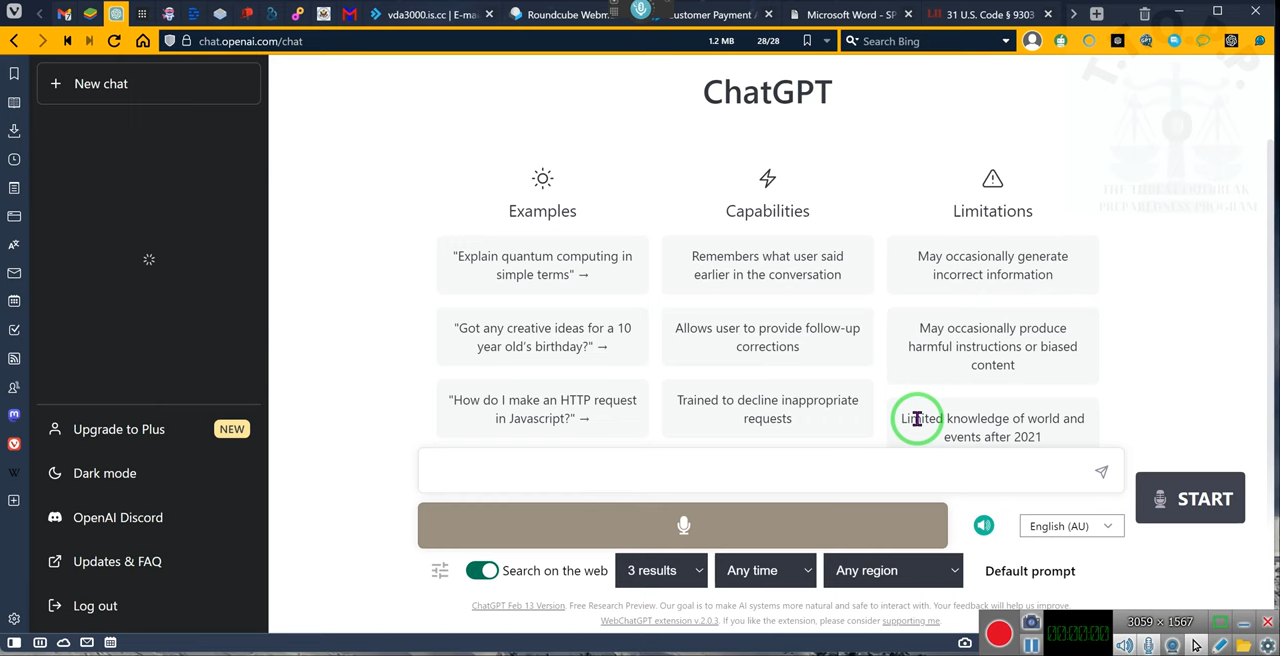 vda3000.is.cc | E-ma
Roundcube Webm
Customer Payment A
Microsoft Word - SP
31 U.S. Code § 9303
chat.openai.com/chat
1.2 MB
28/28
Search Bing
New chat
ChatGPT
Examples
Capabilities
Limitations
"Explain quantum computing in
simple terms" →
Remembers what user said
earlier in the conversation
May occasionally generate
incorrect information
"Got any creative ideas for a 10
year old's birthday?" →
Allows user to provide follow-up
corrections
May occasionally produce
harmful instructions or biased
content
"How do I make an HTTP request
in Javascript?" →
Trained to decline inappropriate
requests
Limited knowledge of world and
events after 2021
Upgrade to Plus
NEW
Dark mode
OpenAI Discord
Updates & FAQ
Log out
START
English (AU)
Search on the web
3 results
Any time
Any region
Default prompt
ChatGPT Feb 13 Version. Free Research Preview. Our goal is to make AI systems more natural and safe to interact with. Your feedback will help us improve.
WebChatGPT extension v.2.0.3. If you like the extension, please consider supporting me.
3059 × 1567
T.T.O.P.P.
THE THREAT OUTBREAK
PREPAREDNESS PROGRAM